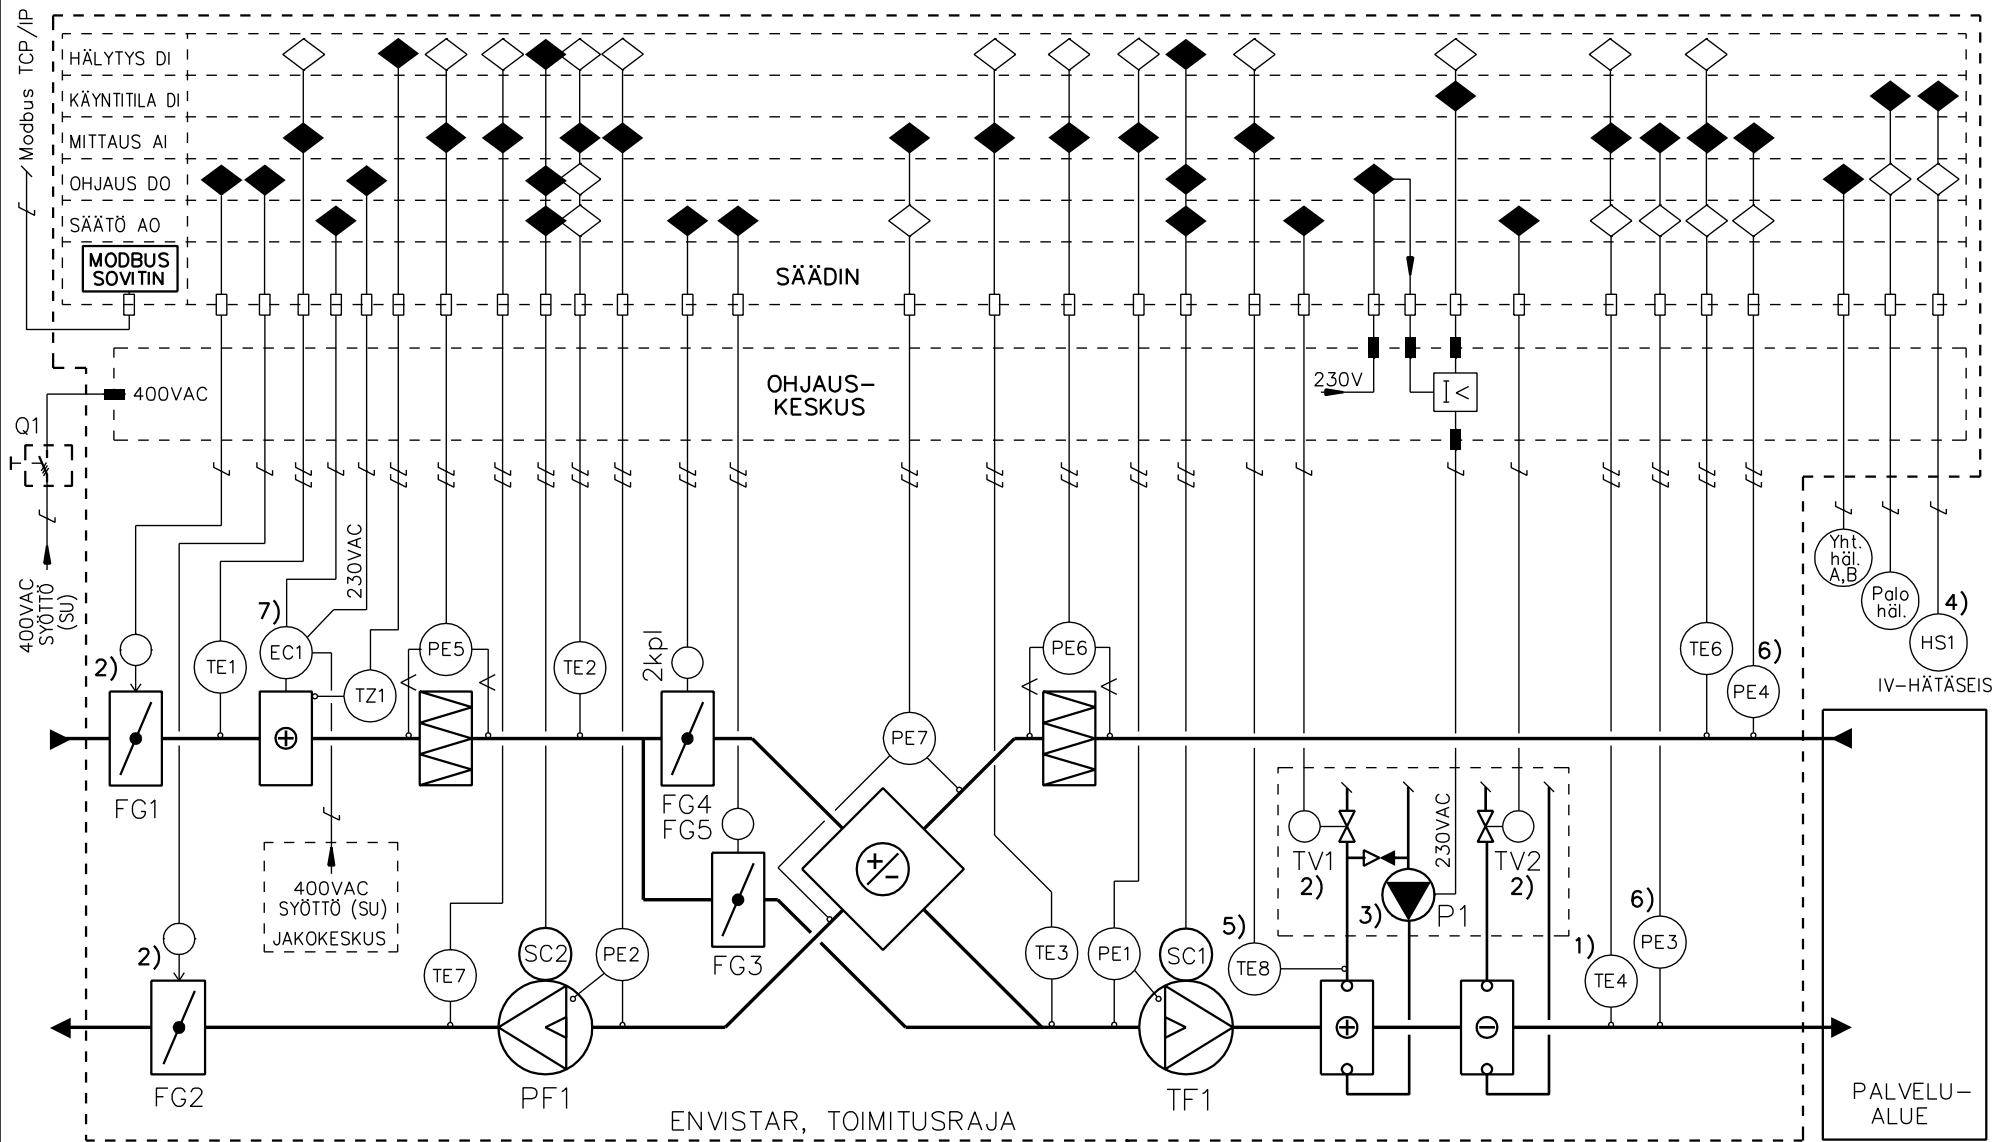 Modbus TCP/IP
HÄLYTYS DI
KÄYNTITILA DI
MITTAUS AI
OHJAUS DO
SÄÄTÖ AO
MODBUS
SOVITIN
SÄÄDIN
400VAC
OHJAUS-
KESKUS
230V
I<
Q1
400VAC
SYÖTTÖ
(SU)
230VAC
Yht.
häl.
A,B
Palo
häl.
4)
HS1
IV-HÄTÄSEIS
7)
2)
TE1
EC1
TZ1
PE5
TE2
2kpl
PE6
TE6
6)
PE4
PE7
FG1
FG4
FG5
400VAC
SYÖTTÖ (SU)
JAKOKESKUS
230VAC
TV1
2)
TV2
2)
3)
P1
2)
TE7
SC2
PE2
FG3
TE3
PE1
SC1
5)
TE8
1)
TE4
6)
PE3
FG2
PF1
TF1
ENVISTAR, TOIMITUSRAJA
PALVELU-
ALUE